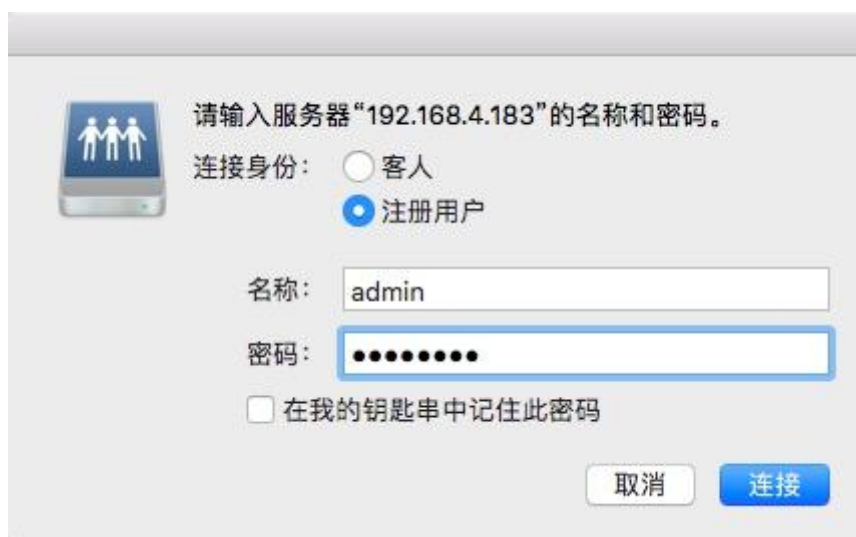 请输入服务器“192.168.4.183”的名称和密码。
连接身份： 客人
注册用户
名称： admin
密码： ●●●●●●●●
在我的钥匙串中记住此密码
取消 连接